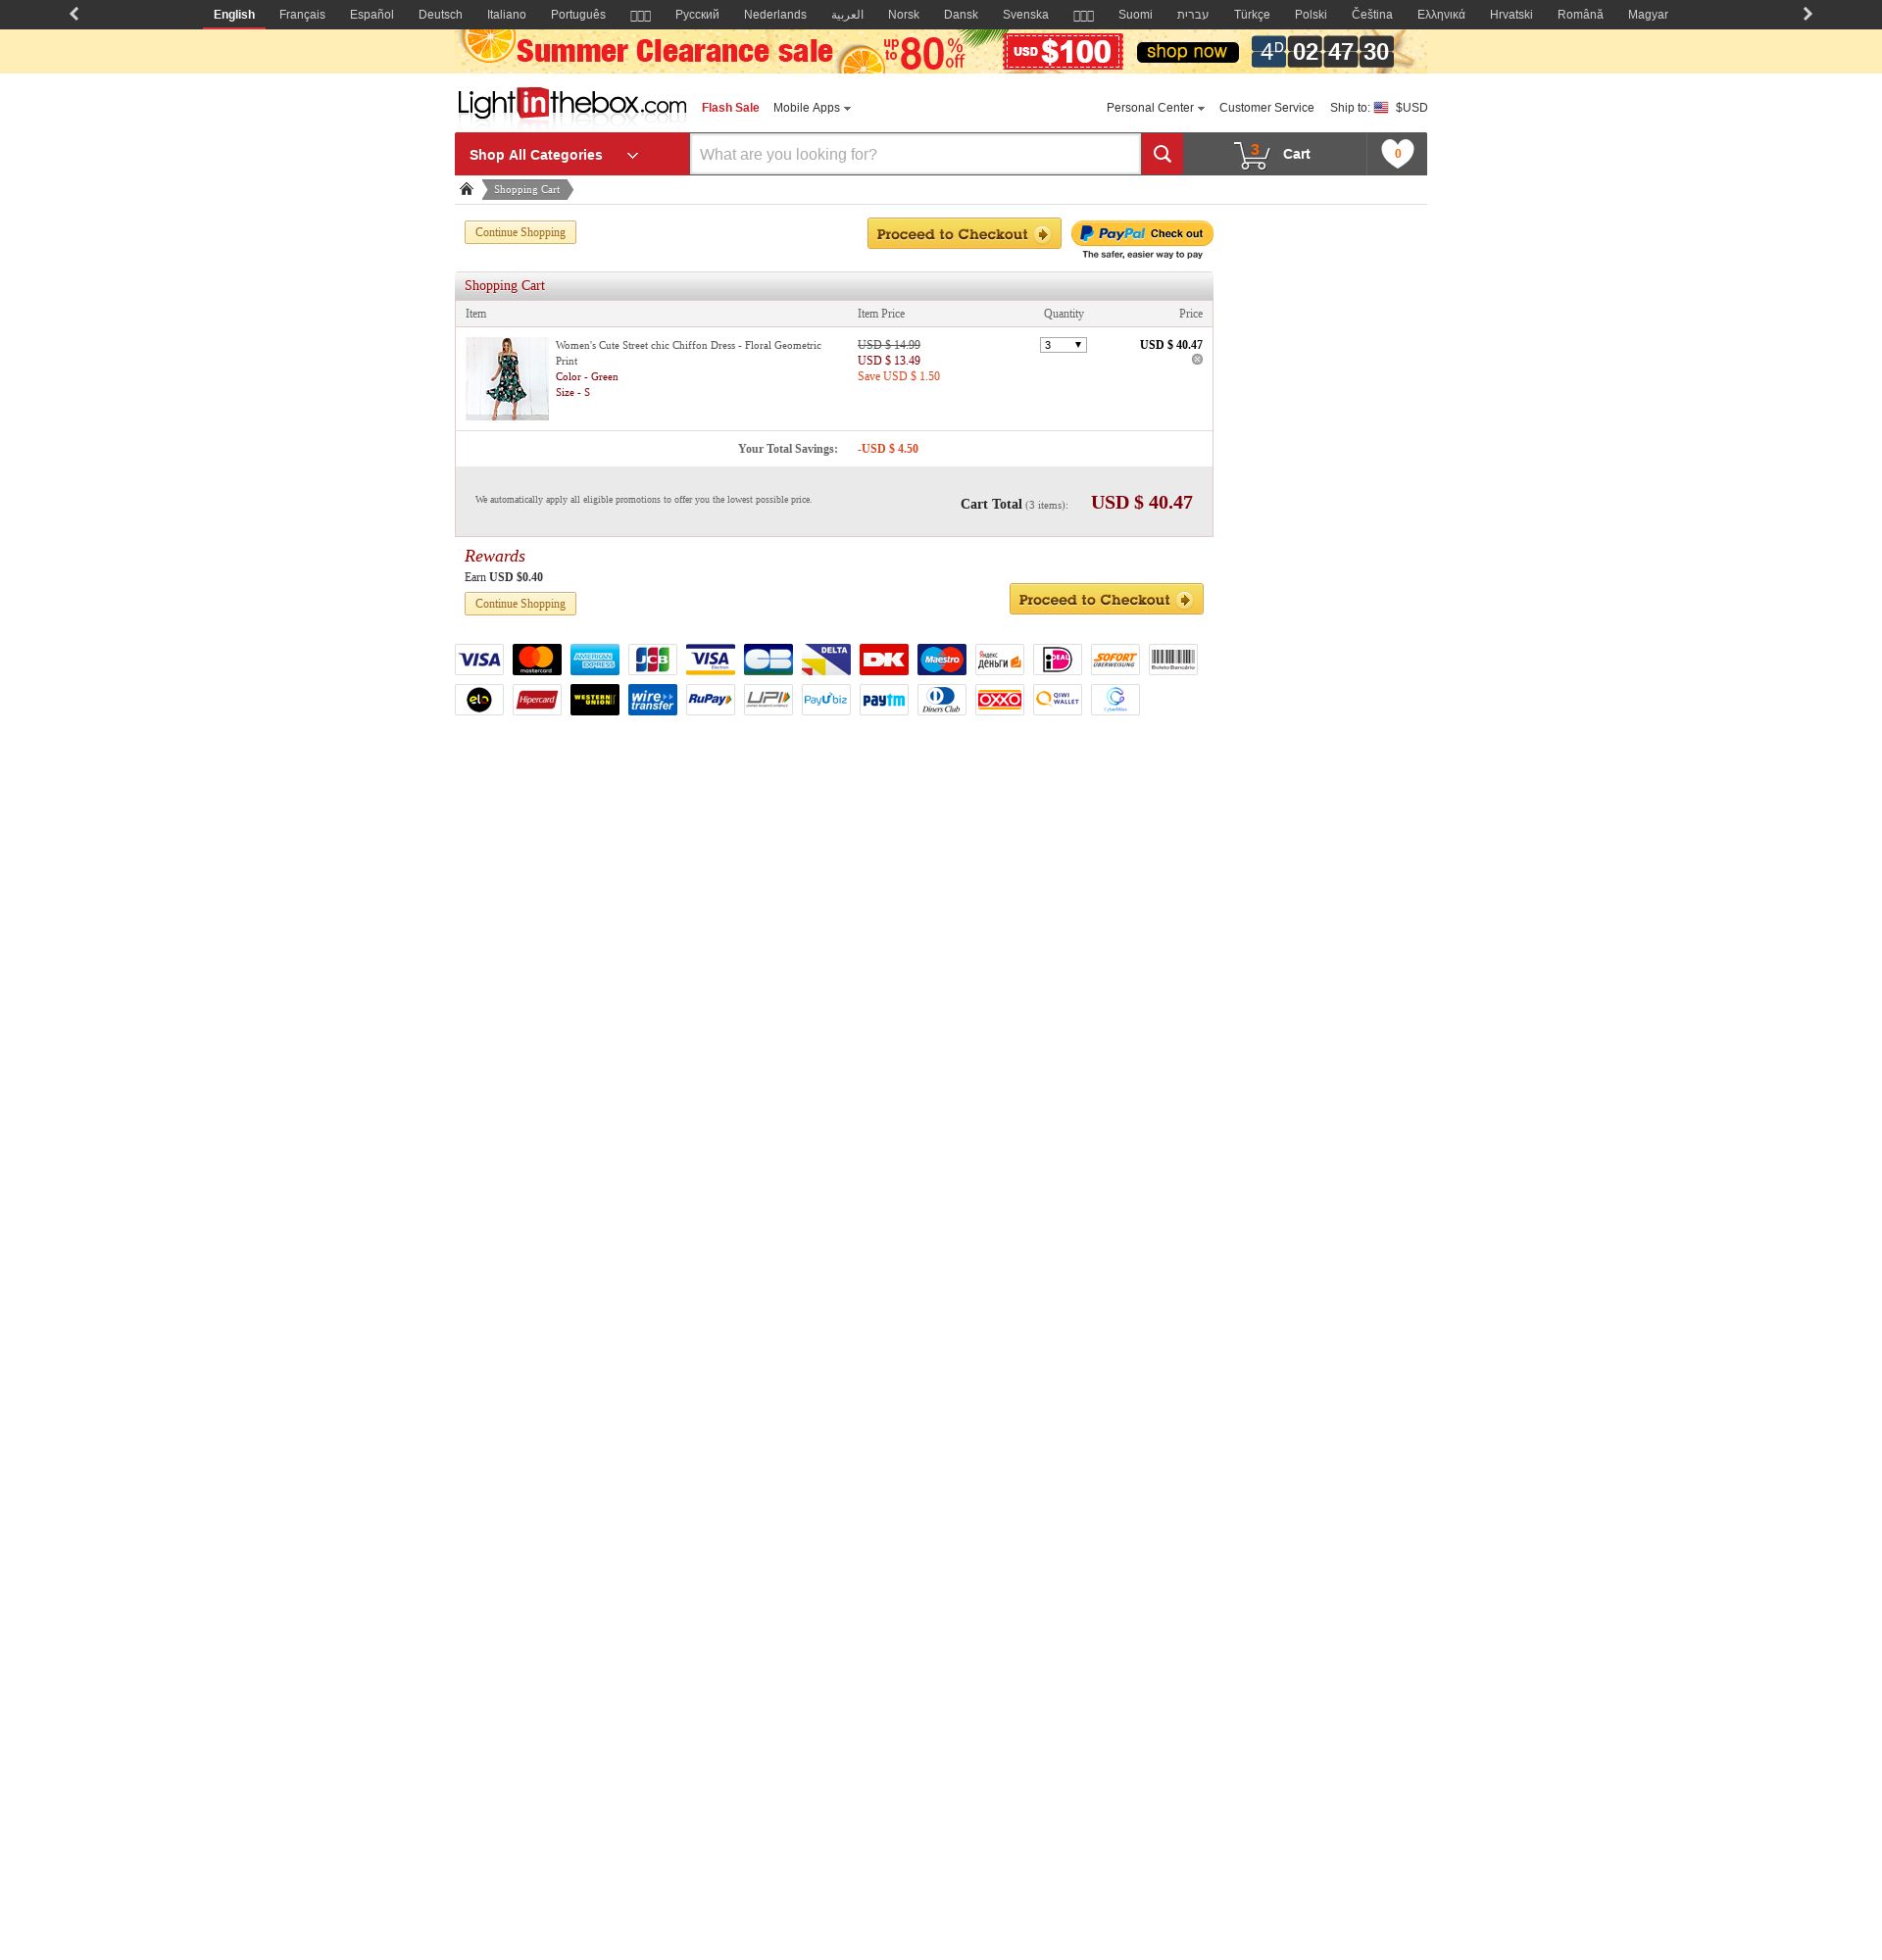 English Français Español Deutsch Italiano Português Русский Nederlands العربية Norsk Dansk Svenska Suomi עברית Türkçe Polski Čeština Ελληνικά Hrvatski Română Magyar
Summer Clearance sale up to 80% off USD $100 shop now 4D 02 47 30
Lightinthebox.com Flash Sale Mobile Apps Personal Center Customer Service Ship to: $USD
Shop All Categories What are you looking for? 3 Cart 0
Shopping Cart
Continue Shopping Proceed to Checkout PayPal Check out
The safer, easier way to pay
Shopping Cart
Item Item Price Quantity Price
Women's Cute Street chic Chiffon Dress - Floral Geometric USD $ 14.99 3 USD $ 40.47
Print USD $ 13.49
Color - Green Save USD $ 1.50
Size - S
Your Total Savings: -USD $ 4.50
We automatically apply all eligible promotions to offer you the lowest possible price. Cart Total (3 items): USD $ 40.47
Rewards
Earn USD $0.40
Continue Shopping Proceed to Checkout
VISA mastercard AMERICAN EXPRESS JCB VISA Electron CB DELTA DK Maestro Яндекс деньги iDEAL SOFORT ÜBERWEISUNG Boleto Bancário
elo Hipercard WESTERN UNION wire transfer RuPay UPI PayUbiz paytm Diners Club OXXO QIWI WALLET